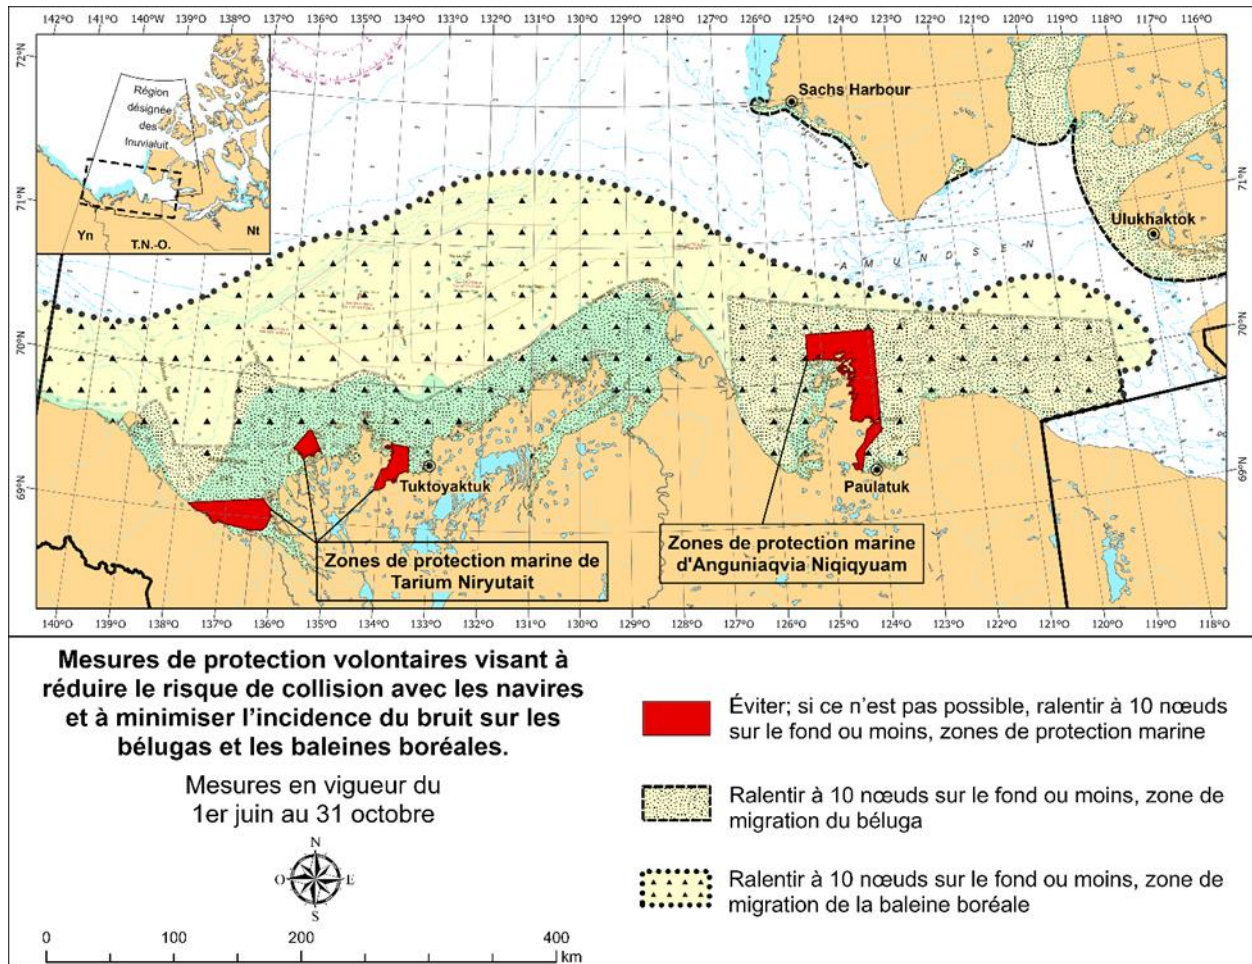 142°O 141°O 140°O 139°O 138°O 137°O 136°O 135°O 134°O 133°O 132°O 131°O 130°O 129°O 128°O 127°O 126°O 125°O 124°O 123°O 122°O 121°O 120°O 119°O 118°O 117°O 116°O
72°N
71°N
70°N
69°N
71°N
70°N
69°N
Région
désignée
des
Inuvialuit
Yn
T.N.-O.
Nt
Sachs Harbour
Ulukhaktok
AMUNDSEN
Tuktoyaktuk
Paulatuk
Zones de protection marine de
Tarium Niryutait
Zones de protection marine
d'Anguniaqvia Niqiqyuam
140°O 139°O 138°O 137°O 136°O 135°O 134°O 133°O 132°O 131°O 130°O 129°O 128°O 127°O 126°O 125°O 124°O 123°O 122°O 121°O 120°O 119°O 118°O
Mesures de protection volontaires visant à
réduire le risque de collision avec les navires
et à minimiser l'incidence du bruit sur les
bélugas et les baleines boréales.
Mesures en vigueur du
1er juin au 31 octobre
N
O E
S
0 100 200 400
km
Éviter; si ce n'est pas possible, ralentir à 10 nœuds
sur le fond ou moins, zones de protection marine
Ralentir à 10 nœuds sur le fond ou moins, zone de
migration du béluga
Ralentir à 10 nœuds sur le fond ou moins, zone de
migration de la baleine boréale